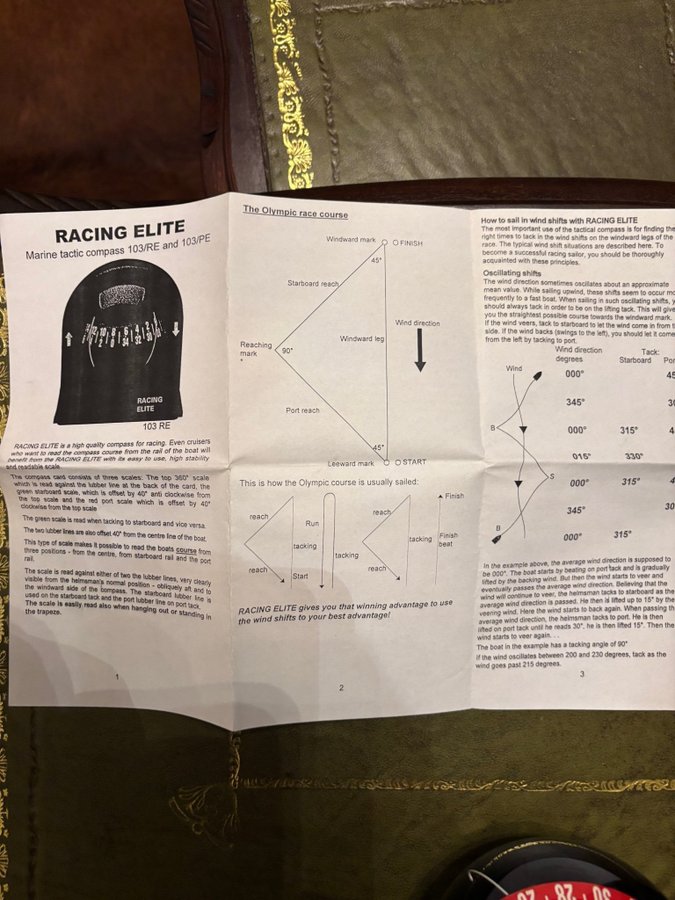 RACING ELITE
Marine tactic compass 103/RE and 103/PE
RACING
ELITE
103 RE
RACING ELITE is a high quality compass for racing. Even cruisers
who want to read the compass course from the rail of the boat will
benefit from the RACING ELITE with its easy to use, high stability
and readable scale.
The compass card consists of three scales: The top 360° scale
which is read against the lubber line at the back of the card, the
green starboard scale, which is offset by 40° anti clockwise from
the top scale and the red port scale which is offset by 40°
clockwise from the top scale
The green scale is read when tacking to starboard and vice versa.
The two lubber lines are also offset 40° from the centre line of the boat.
This type of scale makes it possible to read the boats course from
three positions - from the centre, from starboard rail and the port
rail.
The scale is read against either of two the lubber lines, very clearly
visible from the helmsman's normal position - obliquely aft and to
the windward side of the compass. The starboard lubber line is
used on the starboard tack and the port lubber line on port tack.
The scale is easily read also when hanging out or standing in
the trapeze.
1
The Olympic race course
Windward mark
FINISH
45°
Starboard reach
Wind direction
Windward leg
Reaching
mark
90°
Port reach
45°
Leeward mark
START
This is how the Olympic course is usually sailed:
Finish
reach
Run
reach
tacking
tacking
tacking
Finish
beat
reach
Start
reach
RACING ELITE gives you that winning advantage to use
the wind shifts to your best advantage!
2
How to sail in wind shifts with RACING ELITE
The most important use of the tactical compass is for finding the
right times to tack in the wind shifts on the windward legs of the
race. The typical wind shift situations are described here. To
become a successful racing sailor, you should be thoroughly
acquainted with these principles.
Oscillating shifts
The wind direction sometimes oscillates about an approximate
mean value. While sailing upwind, these shifts seem to occur mo
frequently to a fast boat. When sailing in such oscillating shifts, y
should always tack in order to be on the lifting tack. This will give
you the straightest possible course towards the windward mark.
If the wind veers, tack to starboard to let the wind come in from t
side. If the wind backs (swings to the left), you should let it come
from the left by tacking to port.
Wind direction Tack:
degrees Starboard Por
Wind
000° 45
345° 30
B 000° 315° 4
015° 330°
S 000° 315° 4
345° 30
B
000° 315°
In the example above, the average wind direction is supposed to
be 000°. The boat starts by beating on port tack and is gradually
lifted by the backing wind. But then the wind starts to veer and
eventually passes the average wind direction. Believing that the
wind will continue to veer, the helmsman tacks to starboard as the
average wind direction is passed. He then is lifted up to 15° by the
veering wind. Here the wind starts to back again. When passing the
average wind direction, the helmsman tacks to port. He is then
lifted on port tack until he reads 30°, he is then lifted 15°. Then the
wind starts to veer again. . .
The boat in the example has a tacking angle of 90°
If the wind oscillates between 200 and 230 degrees, tack as the
wind goes past 215 degrees.
3
30 28 20